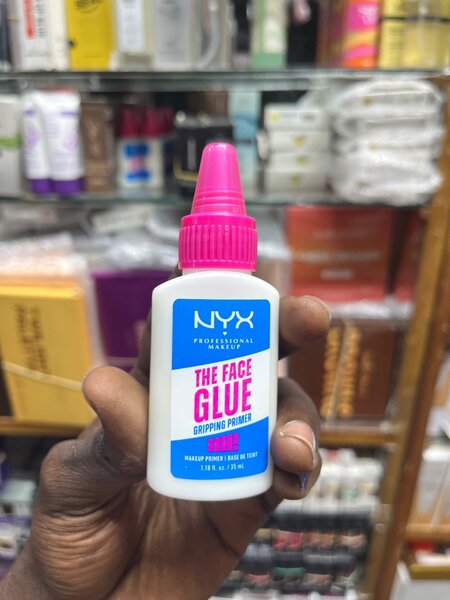 NYX
PROFESSIONAL
MAKEUP
THE FACE
GLUE
GRIPPING PRIMER
MAKEUP PRIMER / BASE DE TEINT
1.18 fl. oz. / 35 mL